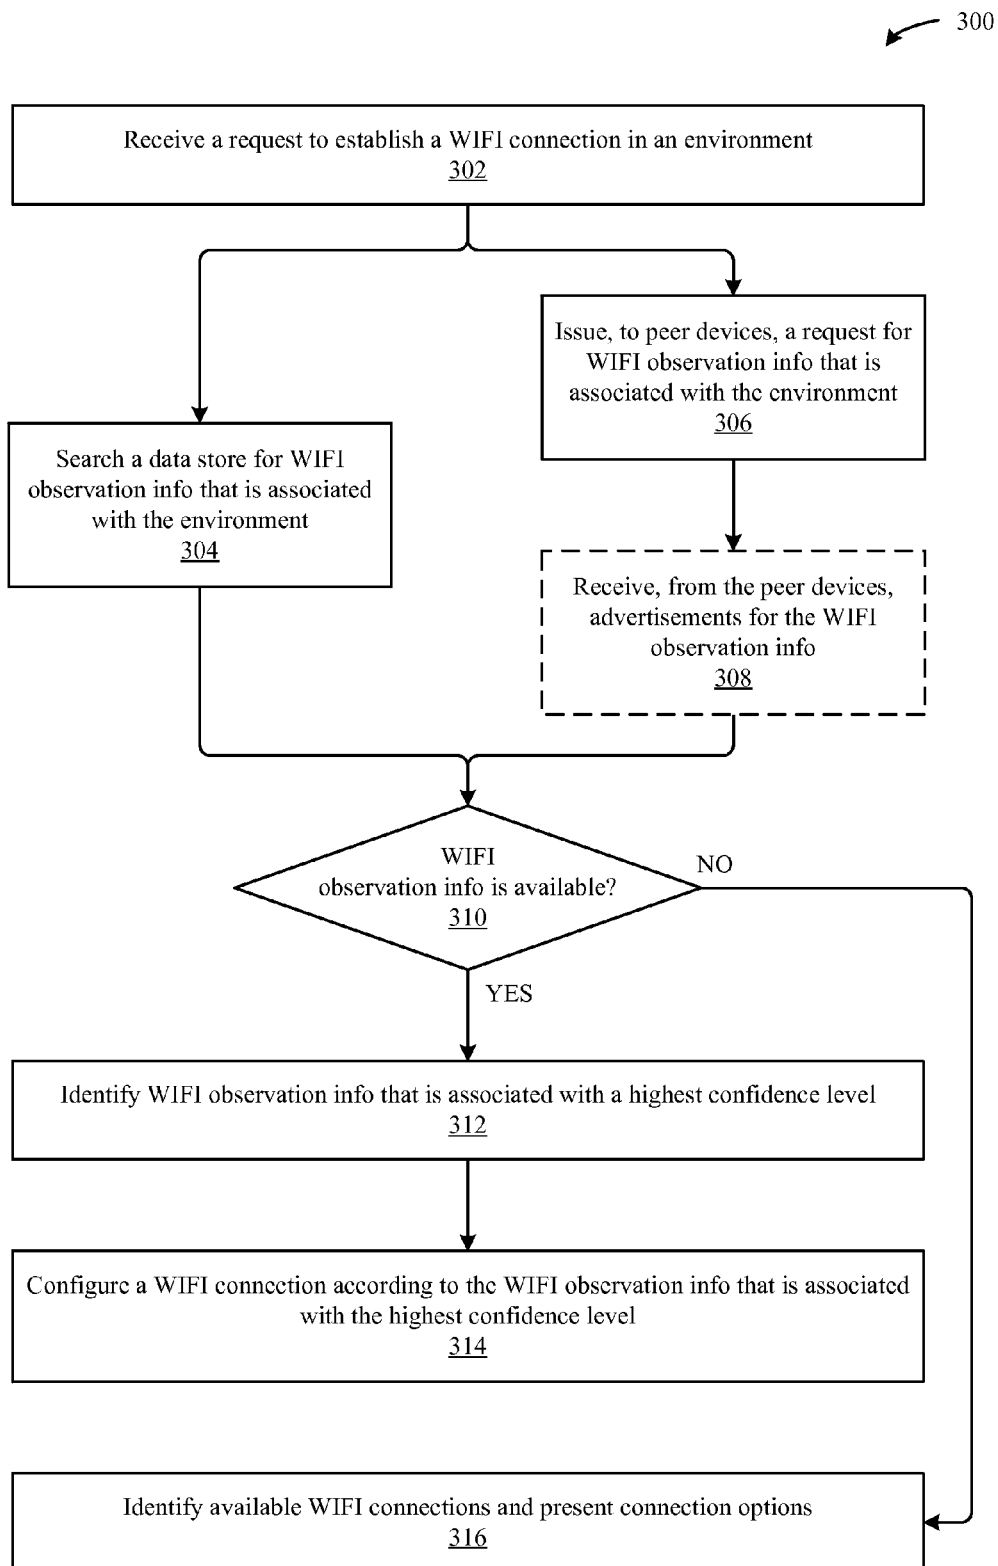 300
Receive a request to establish a WIFI connection in an environment
302
Issue, to peer devices, a request for
WIFI observation info that is
associated with the environment
306
Search a data store for WIFI
observation info that is associated
with the environment
304
Receive, from the peer devices,
advertisements for the WIFI
observation info
308
WIFI
observation info is available?
310
NO
YES
Identify WIFI observation info that is associated with a highest confidence level
312
Configure a WIFI connection according to the WIFI observation info that is associated
with the highest confidence level
314
Identify available WIFI connections and present connection options
316